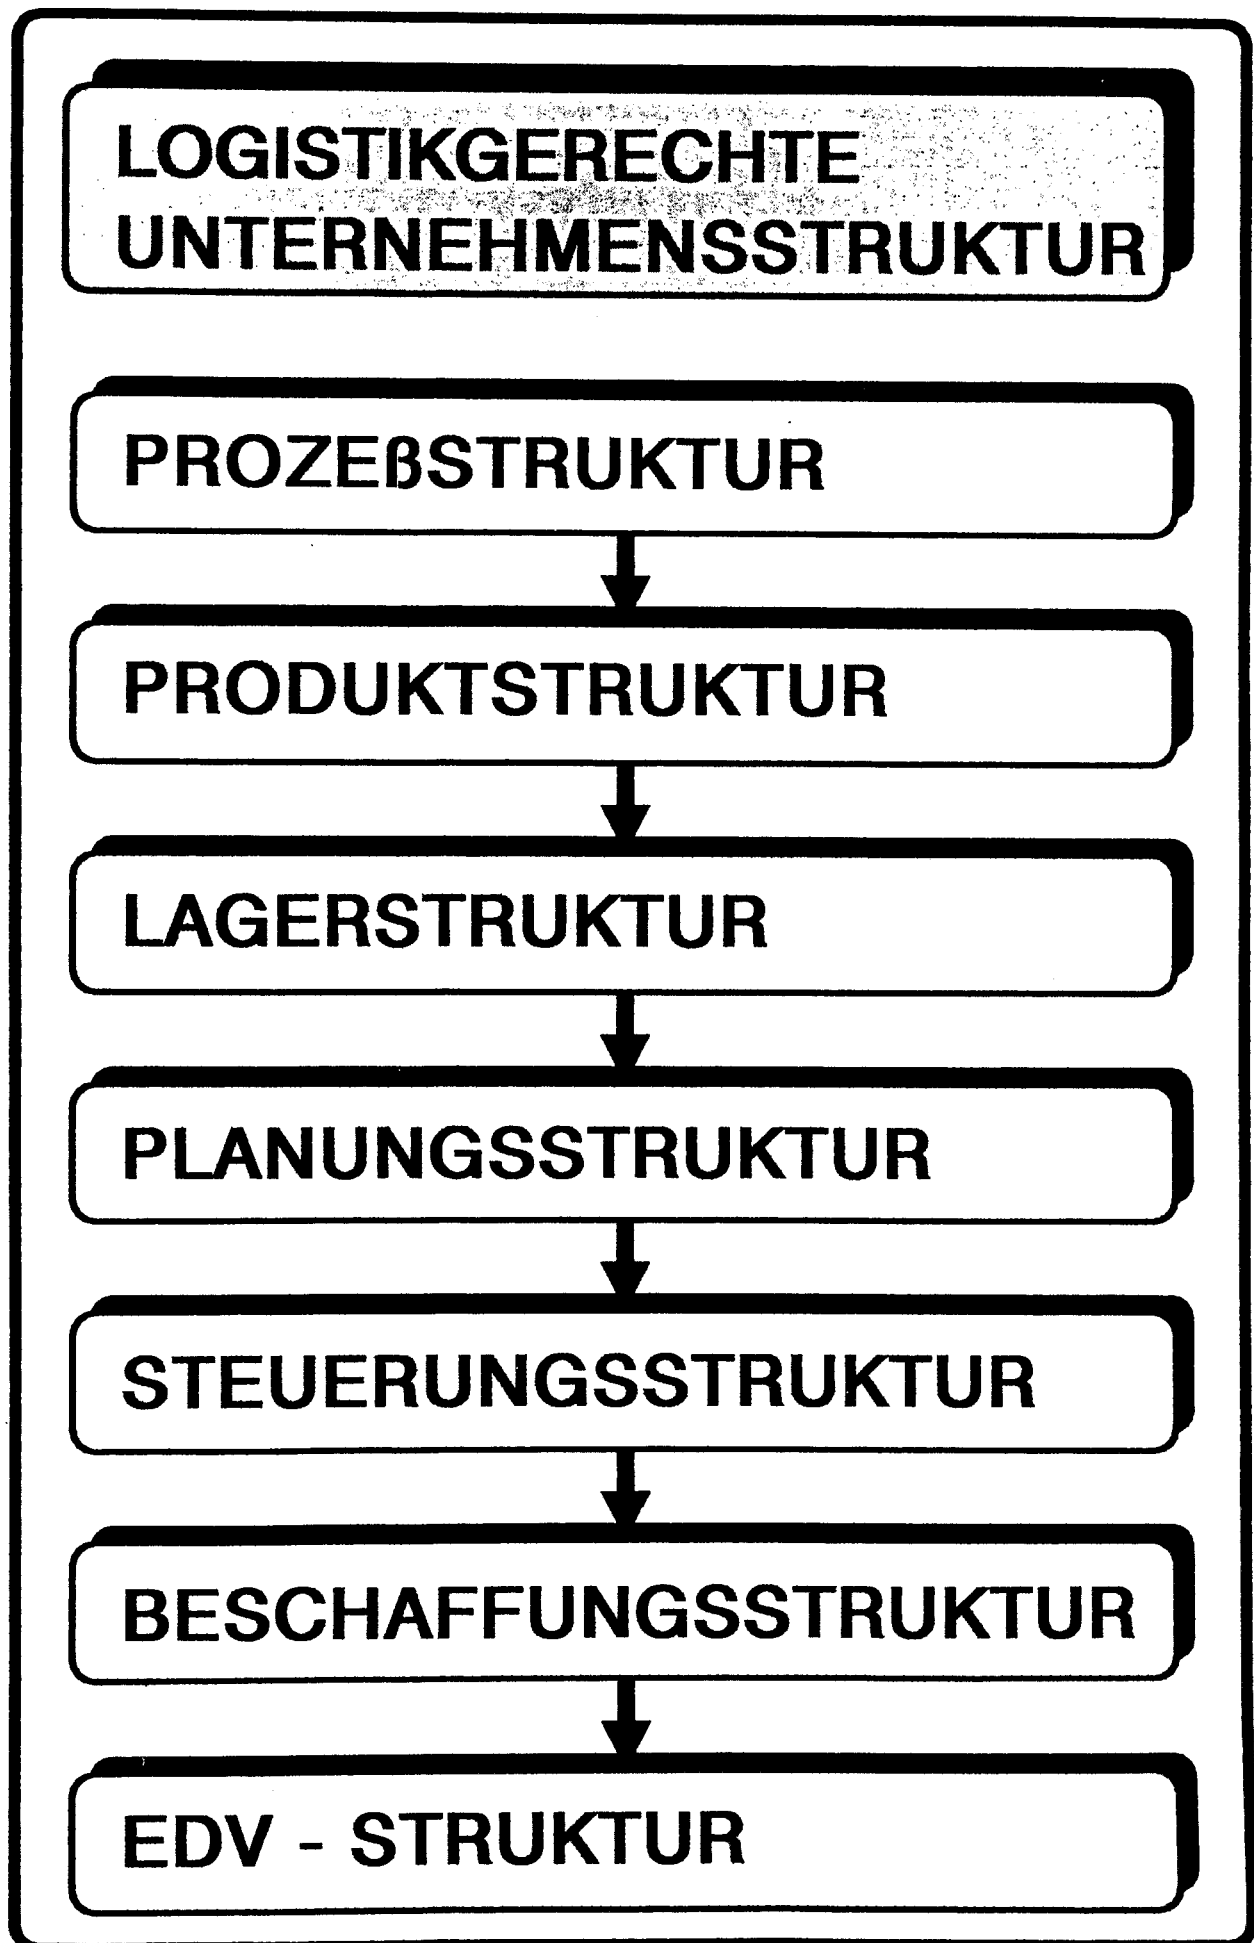 LOGISTIKGERECHTE
UNTERNEHMENSSTRUKTUR
PROZEßSTRUKTUR
PRODUKTSTRUKTUR
LAGERSTRUKTUR
PLANUNGSSTRUKTUR
STEUERUNGSSTRUKTUR
BESCHAFFUNGSSTRUKTUR
EDV - STRUKTUR